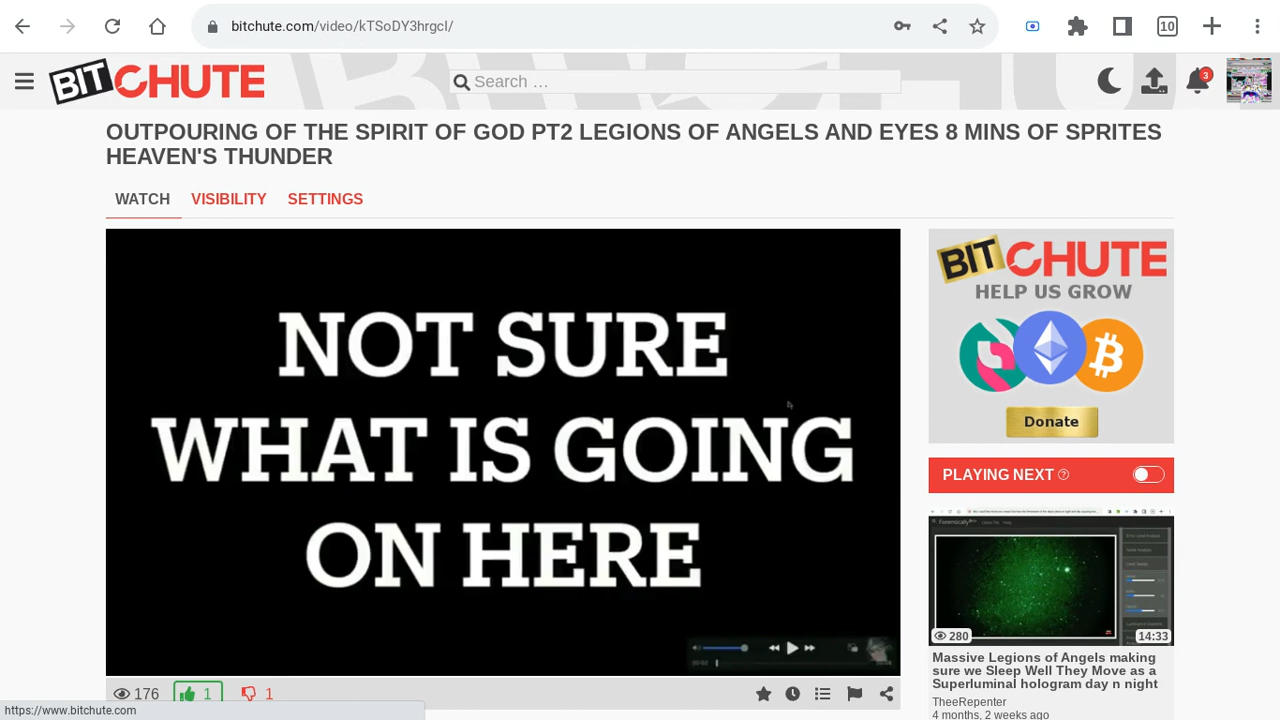 bitchute.com/video/kTSoDY3hrgcI/
10
BITCHUTE
Search …
3
OUTPOURING OF THE SPIRIT OF GOD PT2 LEGIONS OF ANGELS AND EYES 8 MINS OF SPRITES
HEAVEN'S THUNDER
WATCH VISIBILITY SETTINGS
NOT SURE
WHAT IS GOING
ON HERE
176 1 1
BITCHUTE
HELP US GROW
Donate
PLAYING NEXT
Forensically
280 14:33
Massive Legions of Angels making
sure we Sleep Well They Move as a
Superluminal hologram day n night
TheeRepenter
4 months, 2 weeks ago
https://www.bitchute.com